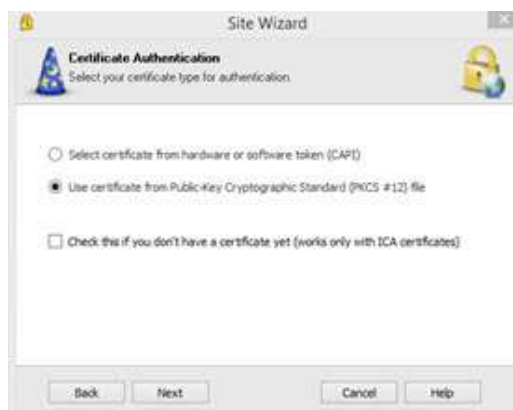 Site Wizard
Certificate Authentication
Select your certificate type for authentication.
Select certificate from hardware or software token (CAPI)
Use certificate from Public-Key Cryptographic Standard (PKCS #12) file
Check this if you don't have a certificate yet (works only with ICA certificates)
Back Next Cancel Help